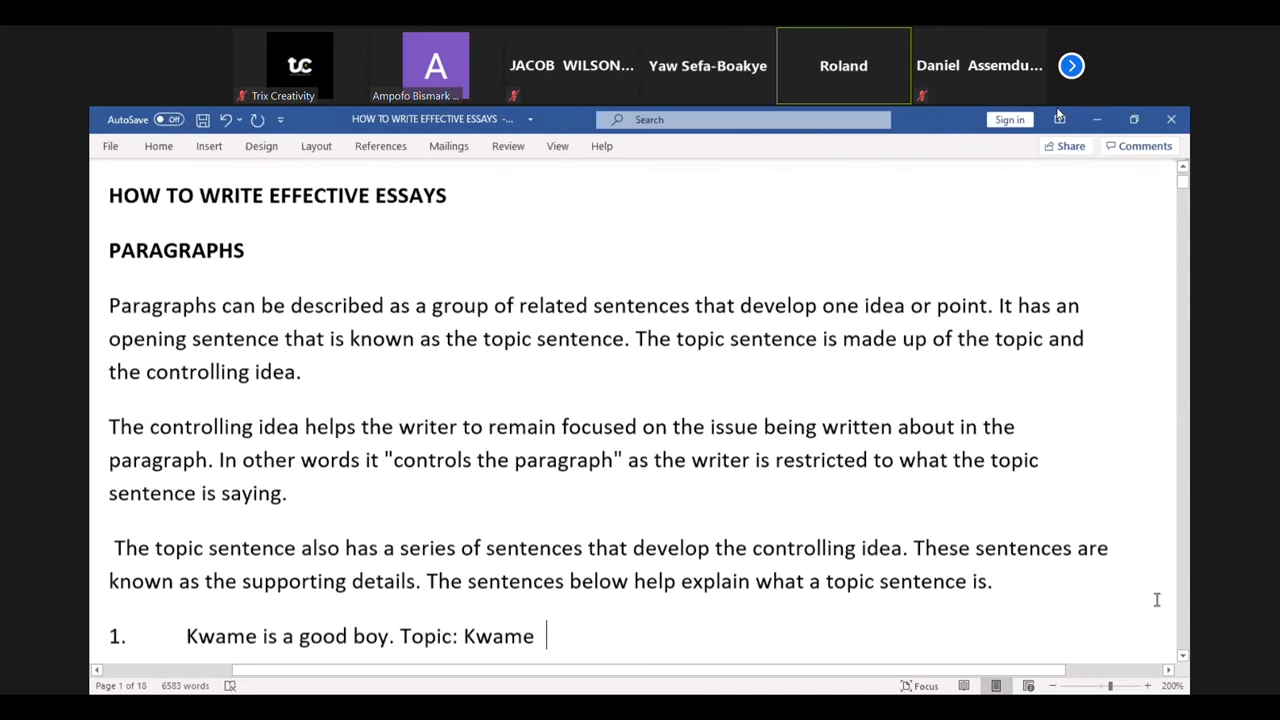 tc
A
JACOB WILSON...
Yaw Sefa-Boakye
Roland
Daniel Assemdu...
Trix Creativity
Ampofo Bismark ...
AutoSave Off
HOW TO WRITE EFFECTIVE ESSAYS -...
Search
Sign in
File Home Insert Design Layout References Mailings Review View Help
Share Comments
HOW TO WRITE EFFECTIVE ESSAYS
PARAGRAPHS
Paragraphs can be described as a group of related sentences that develop one idea or point. It has an
opening sentence that is known as the topic sentence. The topic sentence is made up of the topic and
the controlling idea.
The controlling idea helps the writer to remain focused on the issue being written about in the
paragraph. In other words it "controls the paragraph" as the writer is restricted to what the topic
sentence is saying.
The topic sentence also has a series of sentences that develop the controlling idea. These sentences are
known as the supporting details. The sentences below help explain what a topic sentence is.
1. Kwame is a good boy. Topic: Kwame
Page 1 of 18 6583 words
Focus
200%